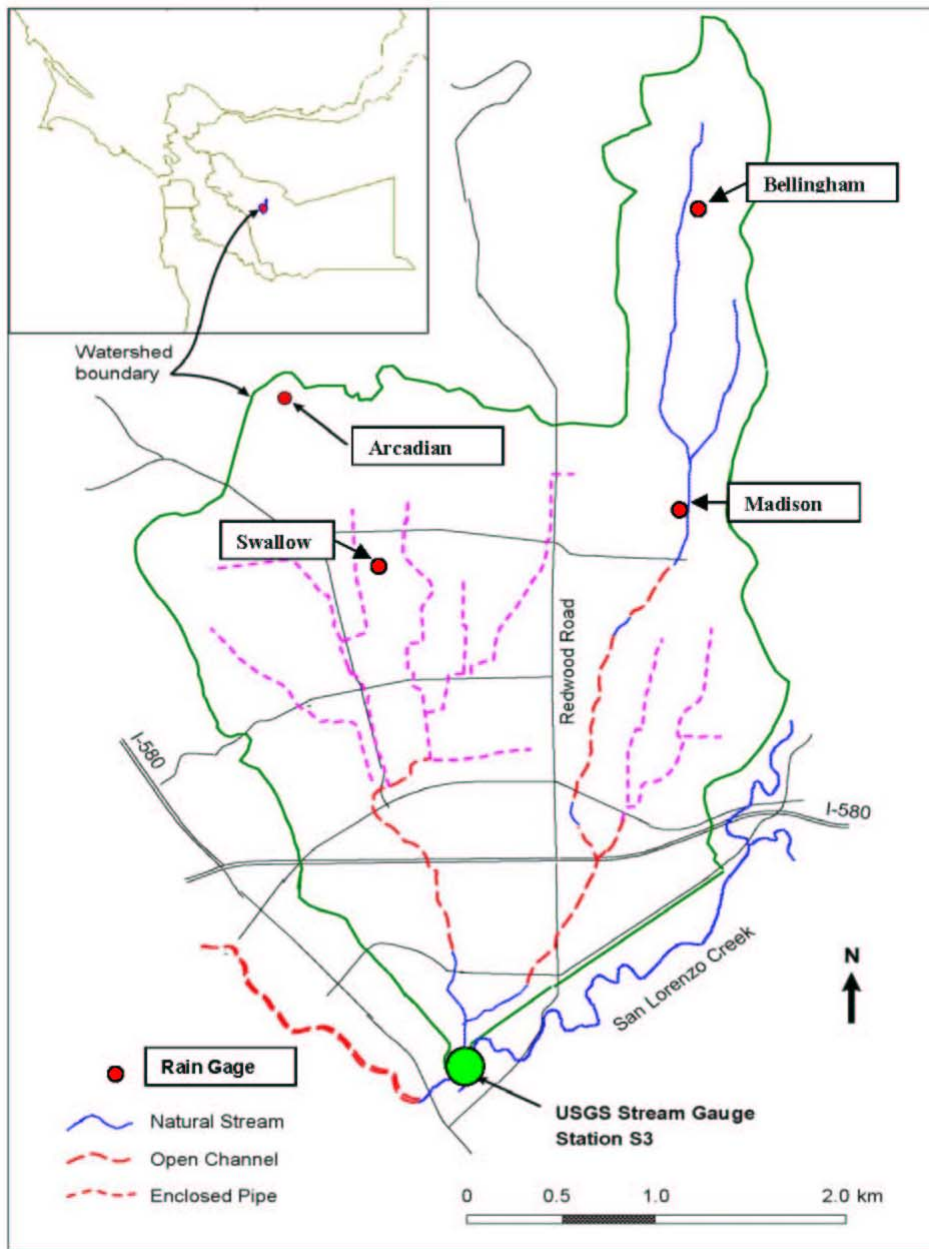 Bellingham
Watershed
boundary
Arcadian
Madison
Swallow
Redwood Road
I-580
I-580
San Lorenzo Creek
N
Rain Gage
Natural Stream
Open Channel
Enclosed Pipe
USGS Stream Gauge
Station S3
0 0.5 1.0 2.0 km